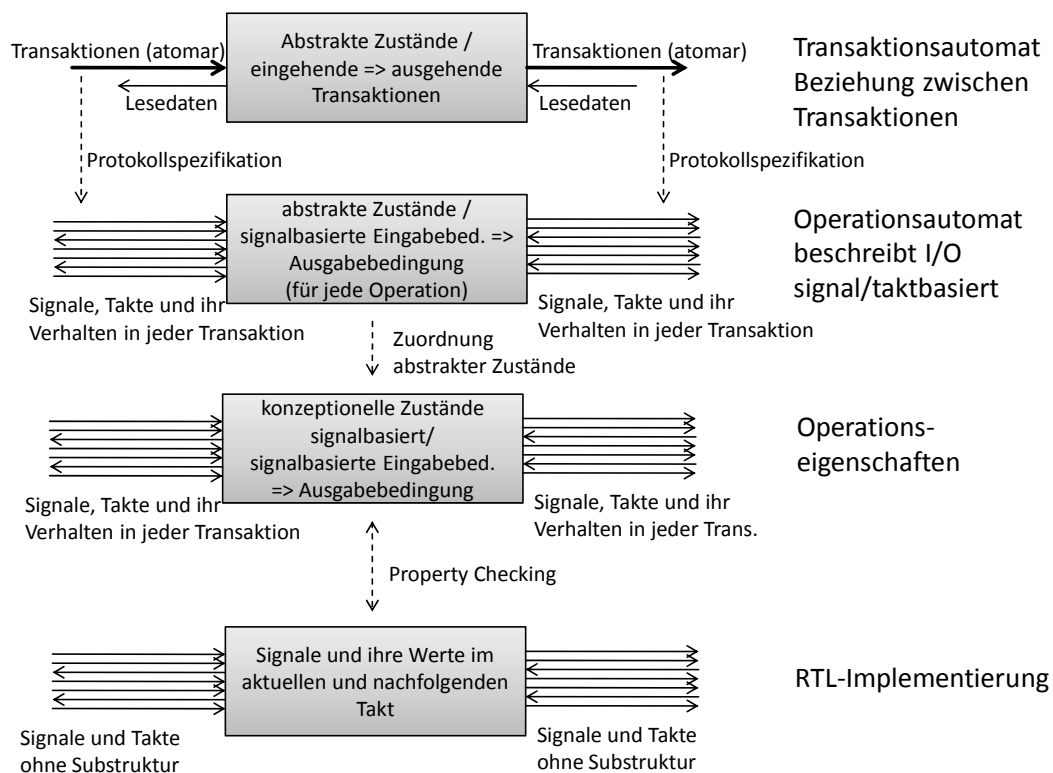 Transaktionen (atomar)
Lesedaten
Abstrakte Zustände /
eingehende => ausgehende
Transaktionen
Transaktionen (atomar)
Lesedaten
Transaktionsautomat
Beziehung zwischen
Transaktionen
Protokollspezifikation
Protokollspezifikation
abstrakte Zustände /
signalbasierte Eingabebed. =>
Ausgabebedingung
(für jede Operation)
Operationsautomat
beschreibt I/O
signal/taktbasiert
Signale, Takte und ihr
Verhalten in jeder Transaktion
Signale, Takte und ihr
Verhalten in jeder Transaktion
Zuordnung
abstrakter Zustände
konzeptionelle Zustände
signalbasiert/
signalbasierte Eingabebed.
=> Ausgabebedingung
Operations-
eigenschaften
Signale, Takte und ihr
Verhalten in jeder Transaktion
Signale, Takte und ihr
Verhalten in jeder Trans.
Property Checking
Signale und ihre Werte im
aktuellen und nachfolgenden
Takt
RTL-Implementierung
Signale und Takte
ohne Substruktur
Signale und Takte
ohne Substruktur